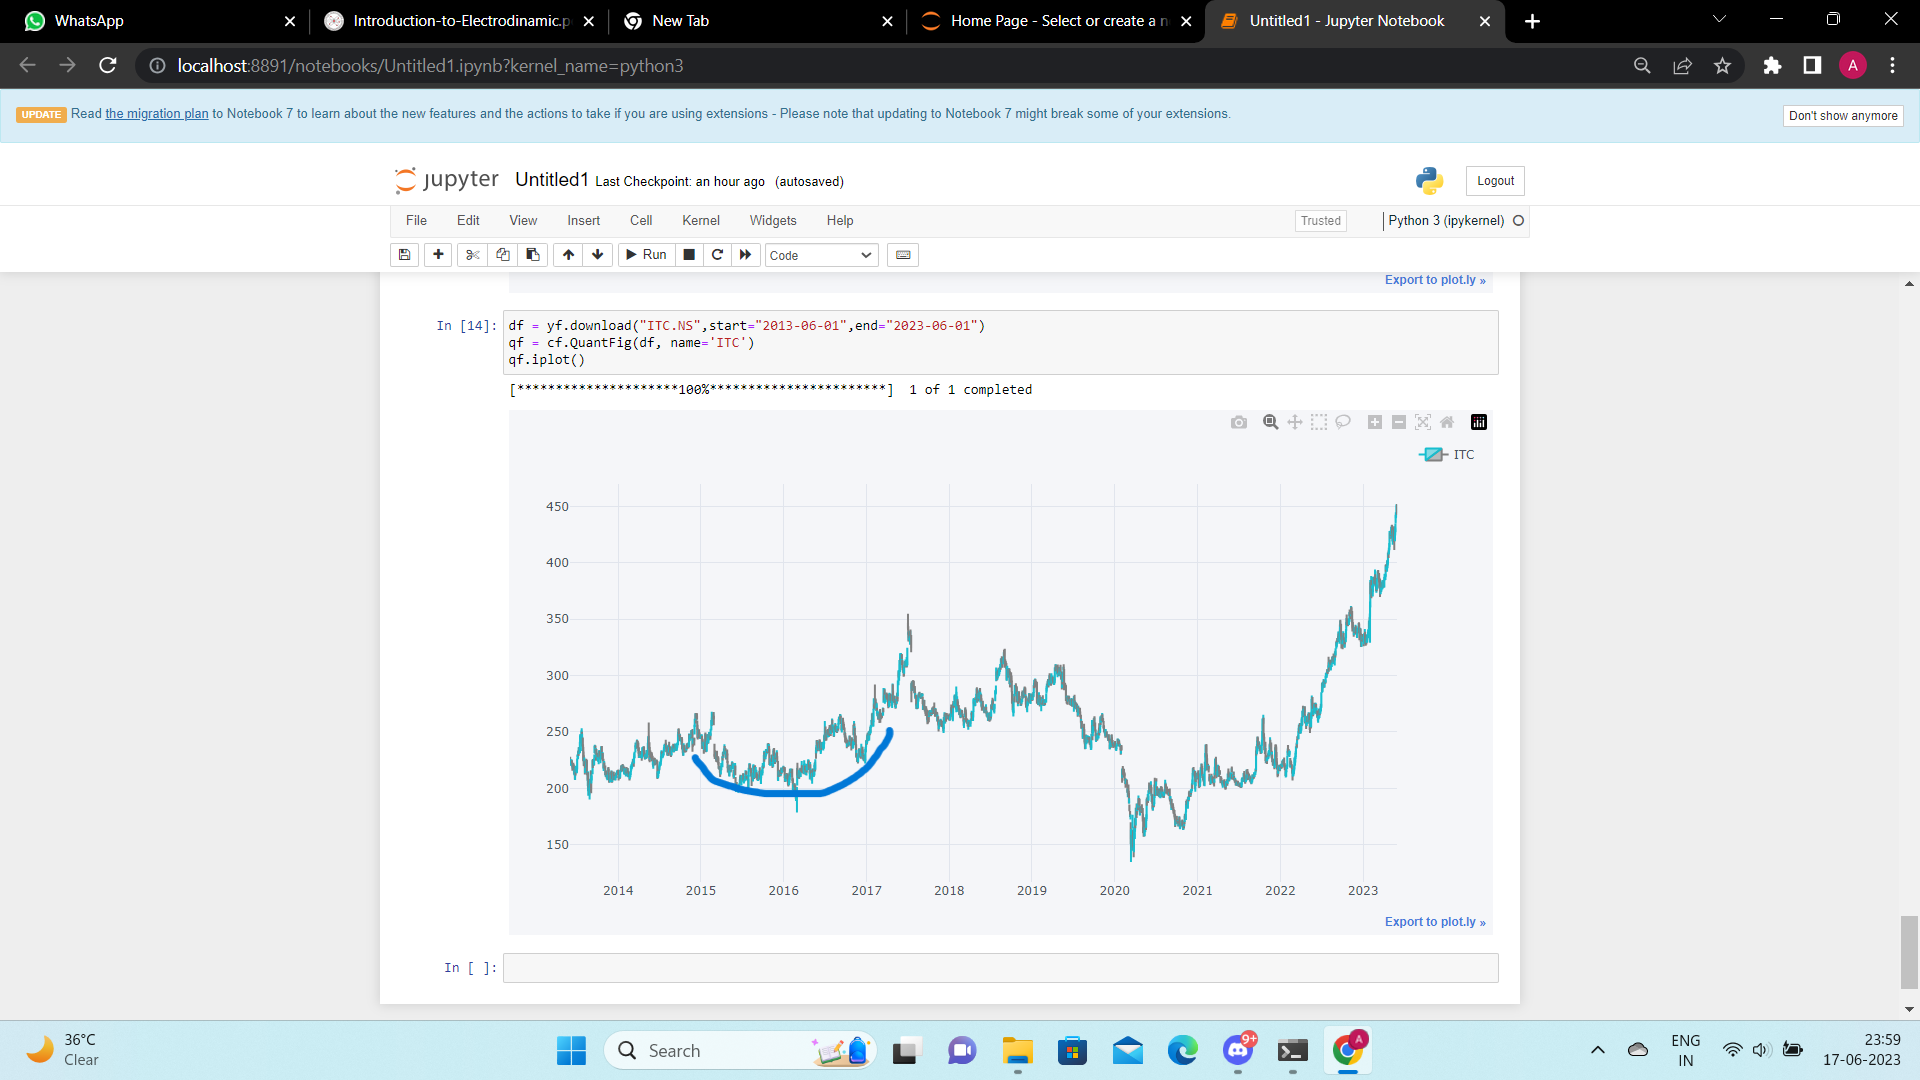 WhatsApp
Introduction-to-Electrodinamic.p
New Tab
Home Page - Select or create a n
Untitled1 - Jupyter Notebook
localhost:8891/notebooks/Untitled1.ipynb?kernel_name=python3
A
UPDATE Read the migration plan to Notebook 7 to learn about the new features and the actions to take if you are using extensions - Please note that updating to Notebook 7 might break some of your extensions.
Don't show anymore
jupyter Untitled1 Last Checkpoint: an hour ago (autosaved)
Logout
File Edit View Insert Cell Kernel Widgets Help
Trusted
Python 3 (ipykernel)
Run
Code
Export to plot.ly »
In [14]:
df = yf.download("ITC.NS",start="2013-06-01",end="2023-06-01")
qf = cf.QuantFig(df, name='ITC')
qf.iplot()
[*********************100%***********************] 1 of 1 completed
ITC
450
400
350
300
250
200
150
2014 2015 2016 2017 2018 2019 2020 2021 2022 2023
Export to plot.ly »
In [ ]:
36°C
Clear
Search
9+
A
ENG
IN
23:59
17-06-2023